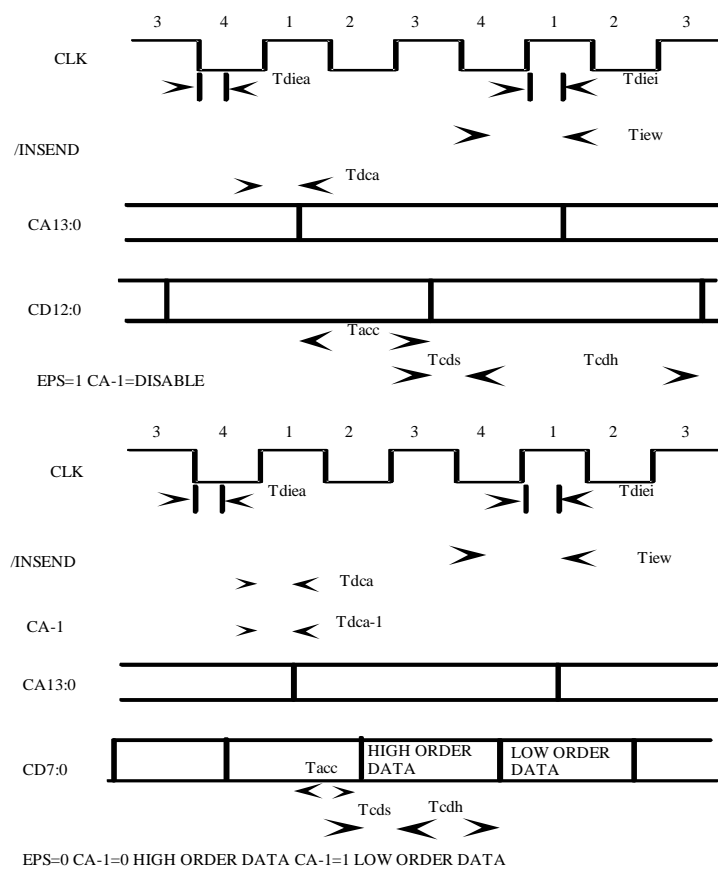 3 4 1 2 3 4 1 2 3
CLK
Tdiea Tdiei
/INSEND Tiew
Tdca
CA13:0
CD12:0
Tacc
Tcds Tcdh
EPS=1 CA-1=DISABLE
3 4 1 2 3 4 1 2 3
CLK
Tdiea Tdiei
/INSEND Tiew
Tdca
CA-1 Tdca-1
CA13:0
HIGH ORDER LOW ORDER
CD7:0 Tacc DATA DATA
Tcds Tcdh
EPS=0 CA-1=0 HIGH ORDER DATA CA-1=1 LOW ORDER DATA